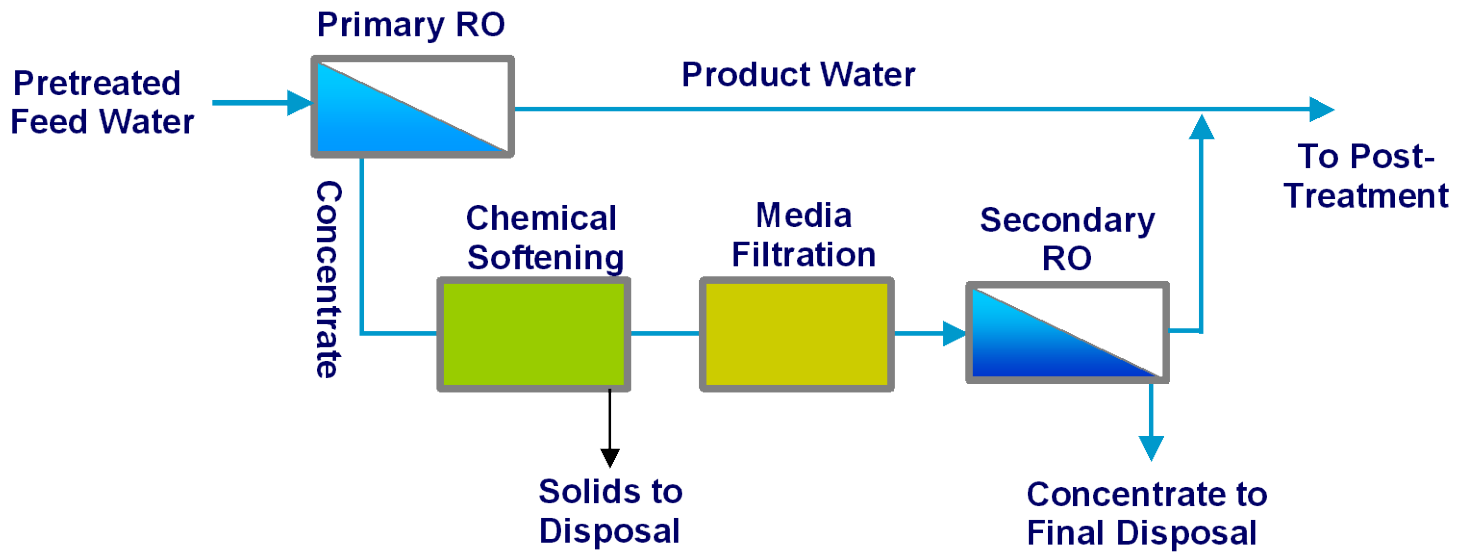 Primary RO
Pretreated
Feed Water
Product Water
To Post-
Treatment
Concentrate
Chemical
Softening
Media
Filtration
Secondary
RO
Solids to
Disposal
Concentrate to
Final Disposal